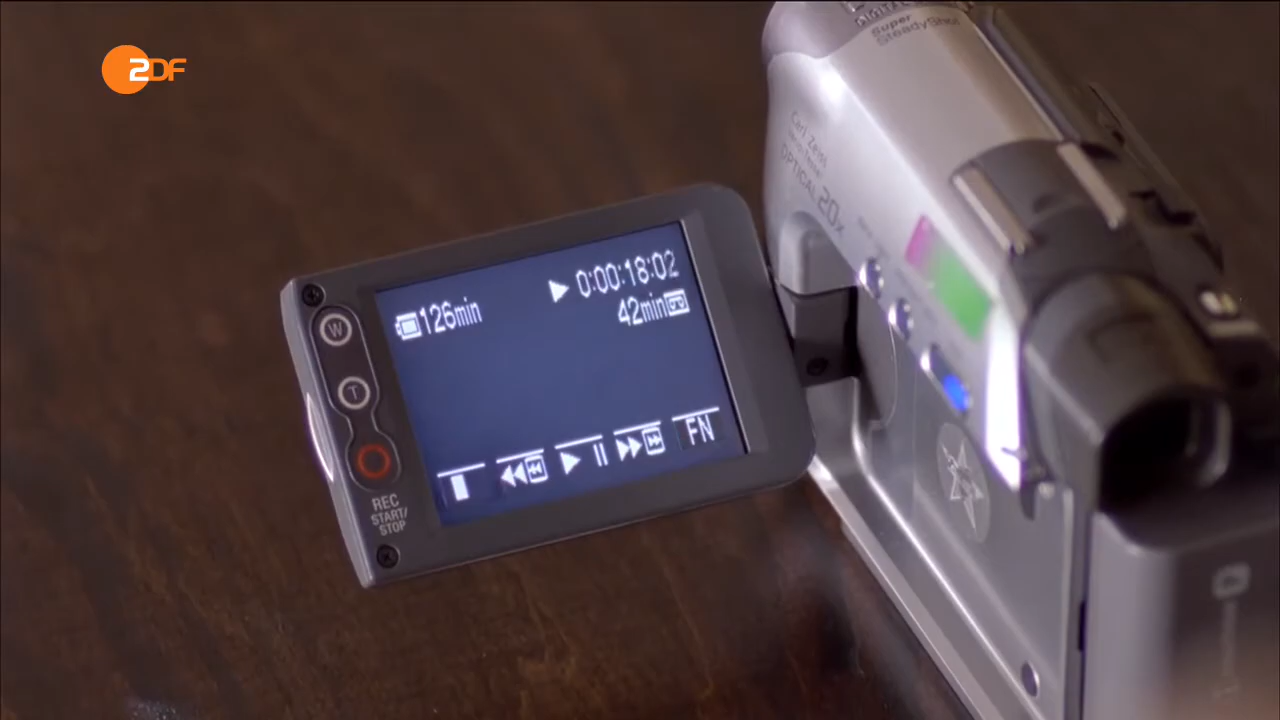 2DF
Super
SteadyShot
Carl Zeiss
OPTICAL 20x
0:00:18:02
126min
42min
W
T
FN
REC
START/
STOP